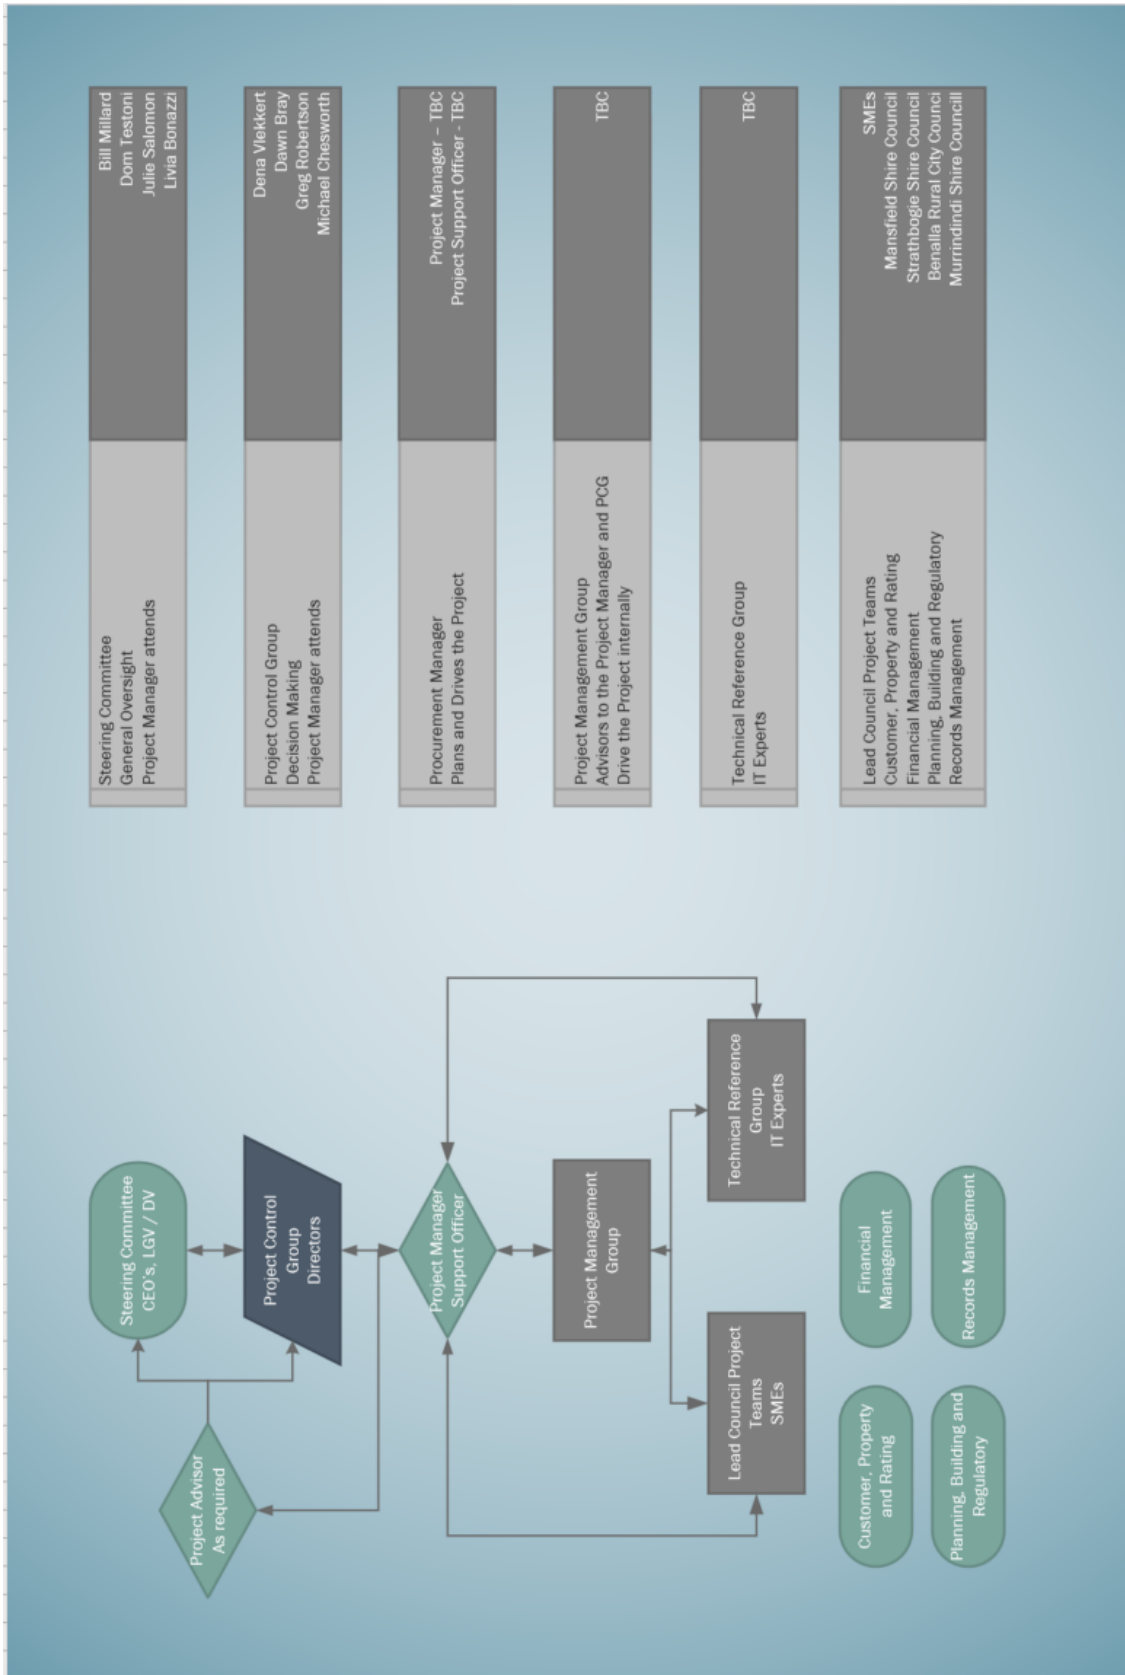 Project Advisor
As required
Steering Committee
CEO's, LGV / DV
Project Control
Group
Directors
Project Manager
Support Officer
Project Management
Group
Lead Council Project
Teams
SMEs
Technical Reference
Group
IT Experts
Customer, Property
and Rating
Financial
Management
Planning, Building and
Regulatory
Records Management
Steering Committee
General Oversight
Project Manager attends
Bill Millard
Dom Testoni
Julie Salomon
Livia Bonazzi
Project Control Group
Decision Making
Project Manager attends
Dena Vlekkert
Dawn Bray
Greg Robertson
Michael Chesworth
Procurement Manager
Plans and Drives the Project
Project Manager – TBC
Project Support Officer - TBC
Project Management Group
Advisors to the Project Manager and PCG
Drive the Project internally
TBC
Technical Reference Group
IT Experts
TBC
Lead Council Project Teams
Customer, Property and Rating
Financial Management
Planning, Building and Regulatory
Records Management
SMEs
Mansfield Shire Council
Strathbogie Shire Council
Benalla Rural City Counci
Murrindindi Shire Councill